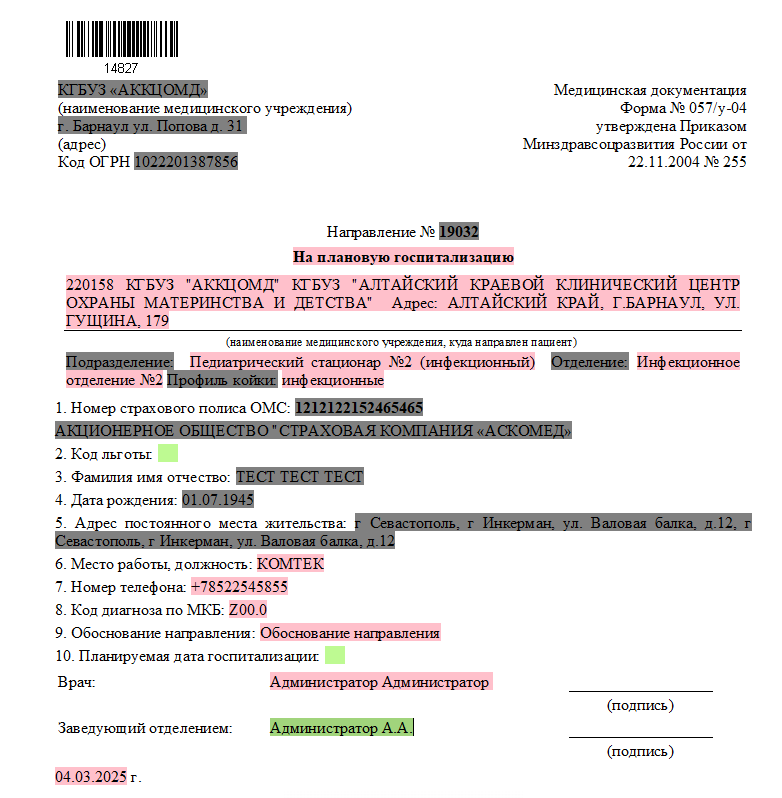 14827
КГБУЗ «АККЦОМД»
(наименование медицинского учреждения)
г. Барнаул ул. Попова д. 31
(адрес)
Код ОГРН 1022201387856
Медицинская документация
Форма № 057/у-04
утверждена Приказом
Минздравсоцразвития России от
22.11.2004 № 255
Направление № 19032
На плановую госпитализацию
220158 КГБУЗ "АККЦОМД" КГБУЗ "АЛТАЙСКИЙ КРАЕВОЙ КЛИНИЧЕСКИЙ ЦЕНТР
ОХРАНЫ МАТЕРИНСТВА И ДЕТСТВА" Адрес: АЛТАЙСКИЙ КРАЙ, Г.БАРНАУЛ, УЛ.
ГУЩИНА, 179
(наименование медицинского учреждения, куда направлен пациент)
Подразделение: Педиатрический стационар №2 (инфекционный) Отделение: Инфекционное
отделение №2 Профиль койки: инфекционные
1. Номер страхового полиса ОМС: 1212122152465465
АКЦИОНЕРНОЕ ОБЩЕСТВО "СТРАХОВАЯ КОМПАНИЯ «АСКОМЕД»
2. Код льготы:
3. Фамилия имя отчество: ТЕСТ ТЕСТ ТЕСТ
4. Дата рождения: 01.07.1945
5. Адрес постоянного места жительства: г Севастополь, г Инкерман, ул. Валовая балка, д.12, г
Севастополь, г Инкерман, ул. Валовая балка, д.12
6. Место работы, должность: КОМТЕК
7. Номер телефона: +78522545855
8. Код диагноза по МКБ: Z00.0
9. Обоснование направления: Обоснование направления
10. Планируемая дата госпитализации:
Врач: Администратор Администратор
(подпись)
Заведующий отделением: Администратор А.А.
(подпись)
04.03.2025 г.